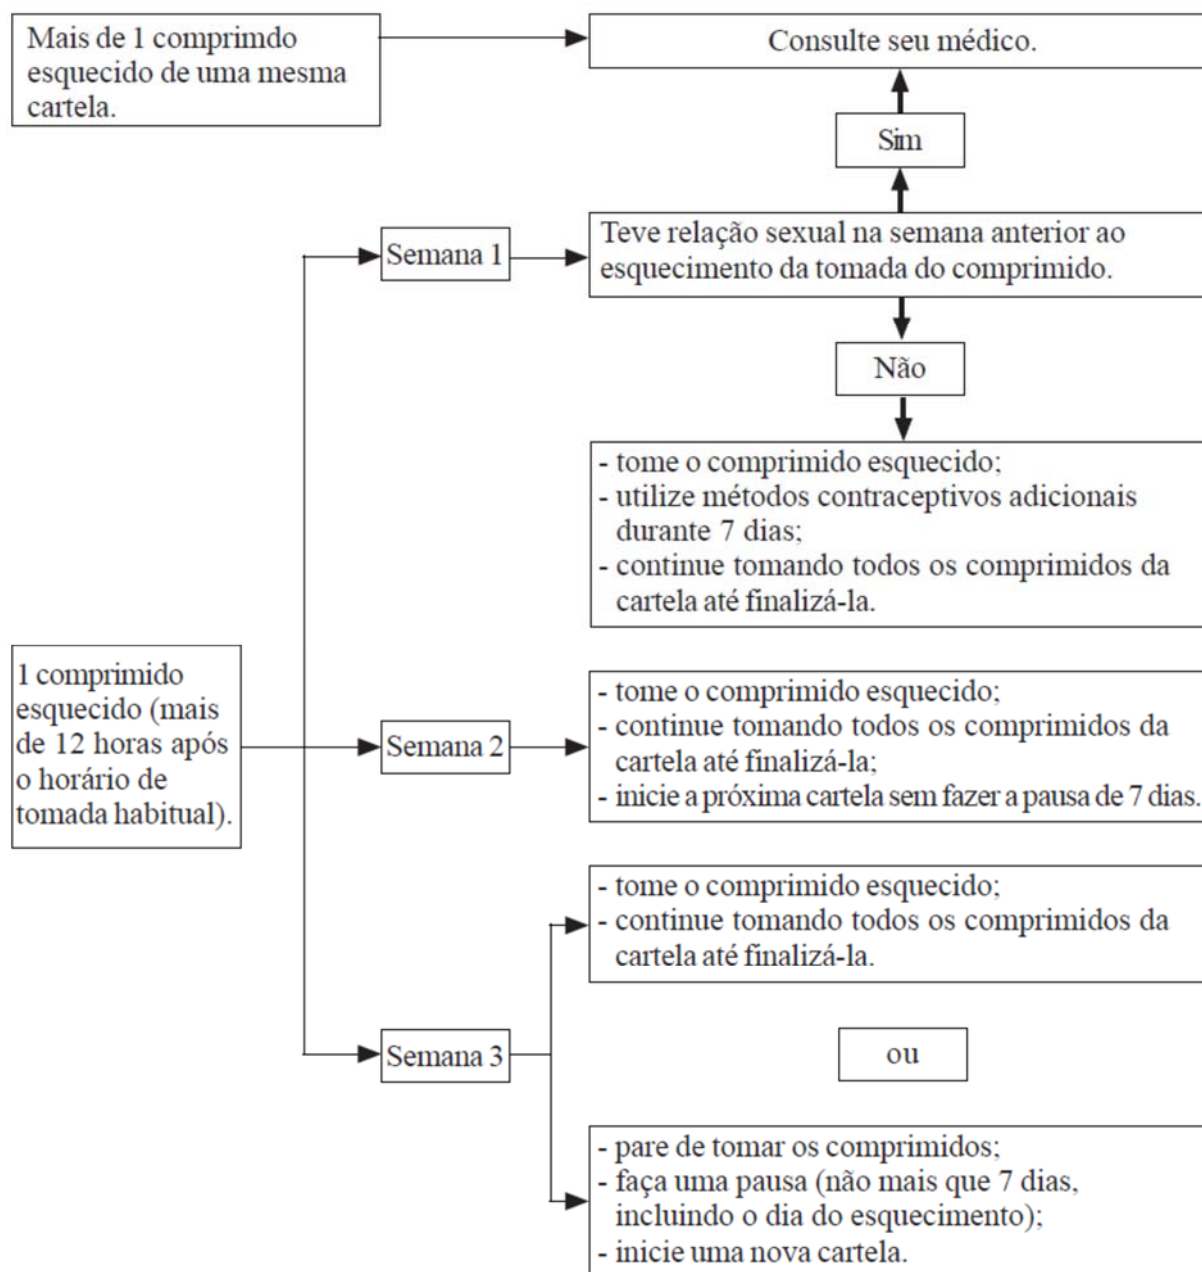 Mais de 1 comprimdo
esquecido de uma mesma
cartela.
Consulte seu médico.
Sim
Semana 1
Teve relação sexual na semana anterior ao
esquecimento da tomada do comprimido.
Não
- tome o comprimido esquecido;
- utilize métodos contraceptivos adicionais
durante 7 dias;
- continue tomando todos os comprimidos da
cartela até finalizá-la.
1 comprimido
esquecido (mais
de 12 horas após
o horário de
tomada habitual).
Semana 2
- tome o comprimido esquecido;
- continue tomando todos os comprimidos da
cartela até finalizá-la;
- inicie a próxima cartela sem fazer a pausa de 7 dias.
Semana 3
- tome o comprimido esquecido;
- continue tomando todos os comprimidos da
cartela até finalizá-la.
ou
- pare de tomar os comprimidos;
- faça uma pausa (não mais que 7 dias,
incluindo o dia do esquecimento);
- inicie uma nova cartela.